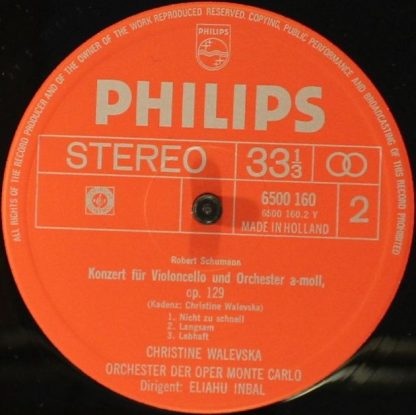 ALL RIGHTS OF THE RECORD PRODUCER AND OF THE OWNER OF THE WORK REPRODUCED RESERVED. COPYING, PUBLIC PERFORMANCE AND BROADCASTING OF THIS RECORD PROHIBITED
PHILIPS
PHILIPS
STEREO 33 1/3
6500 160
6500 160.2 Y
MADE IN HOLLAND
2
Robert Schumann
Konzert für Violoncello und Orchester a-moll,
op. 129
(Kadenz: Christine Walevska)
1. Nicht zu schnell
2. Langsam
3. Lebhaft
CHRISTINE WALEVSKA
ORCHESTER DER OPER MONTE CARLO
Dirigent: ELIAHU INBAL